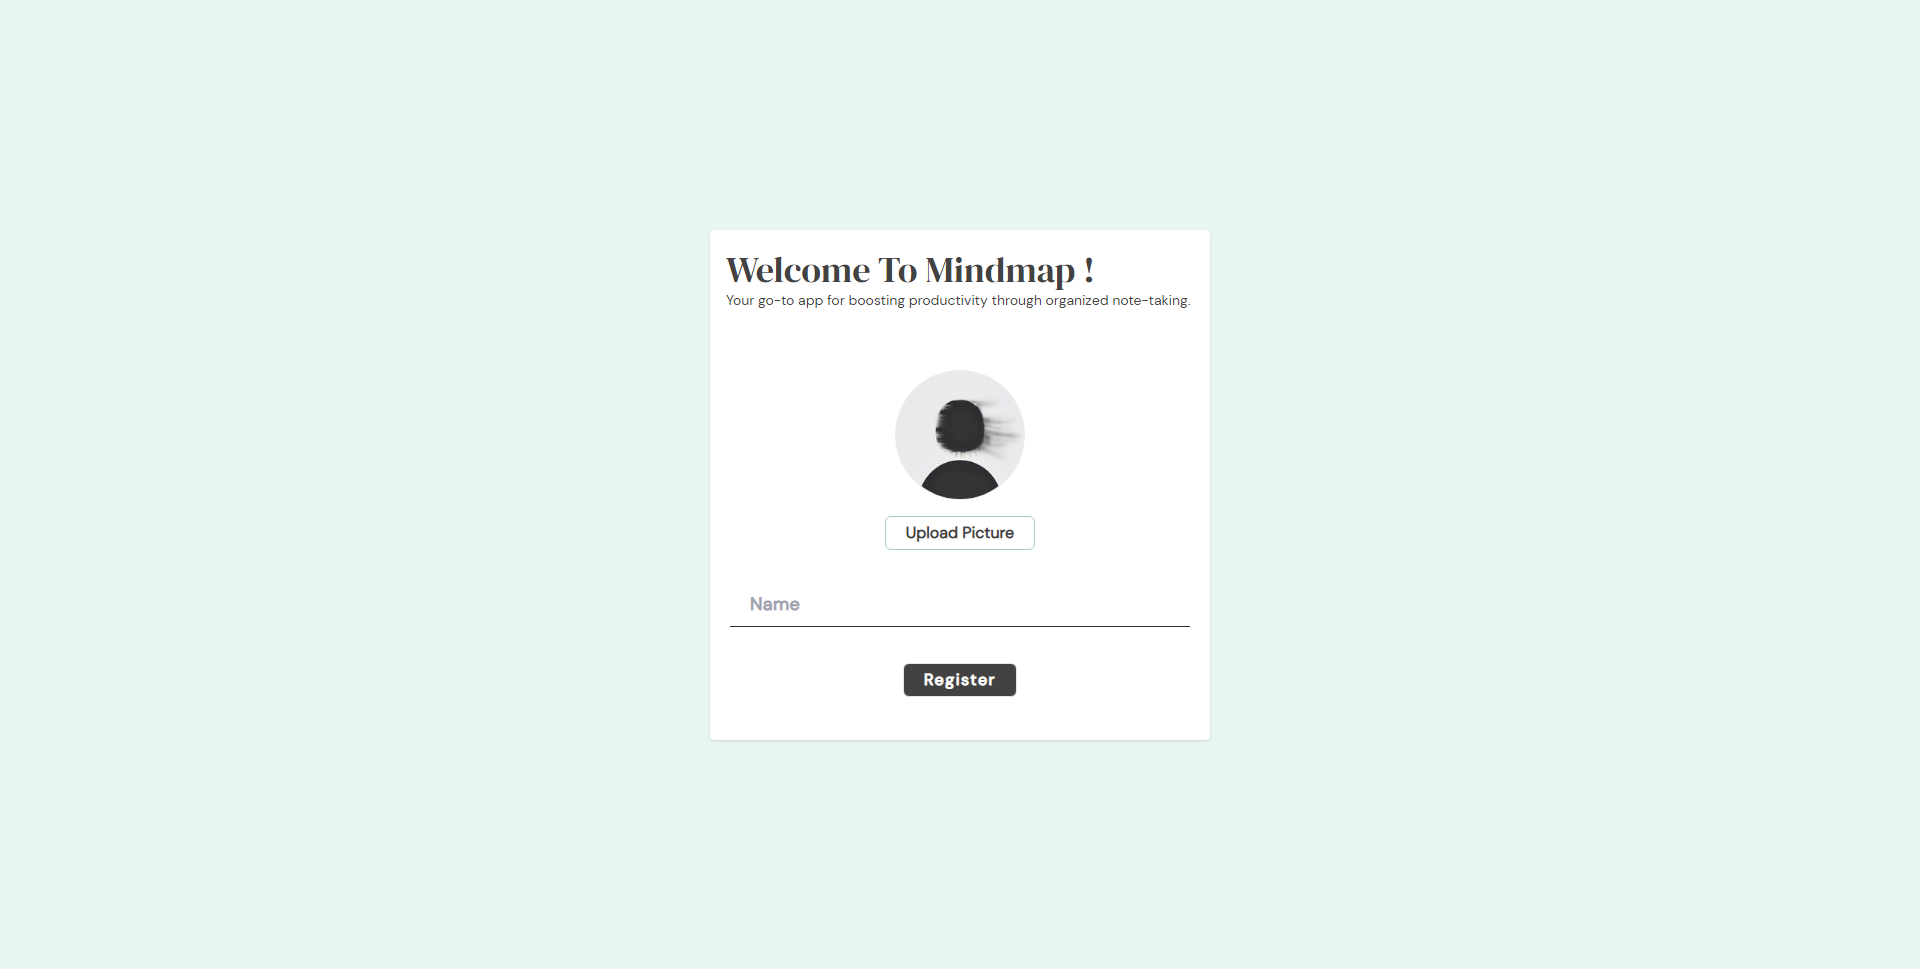 Welcome To Mindmap !
Your go-to app for boosting productivity through organized note-taking.
Upload Picture
Name
Register